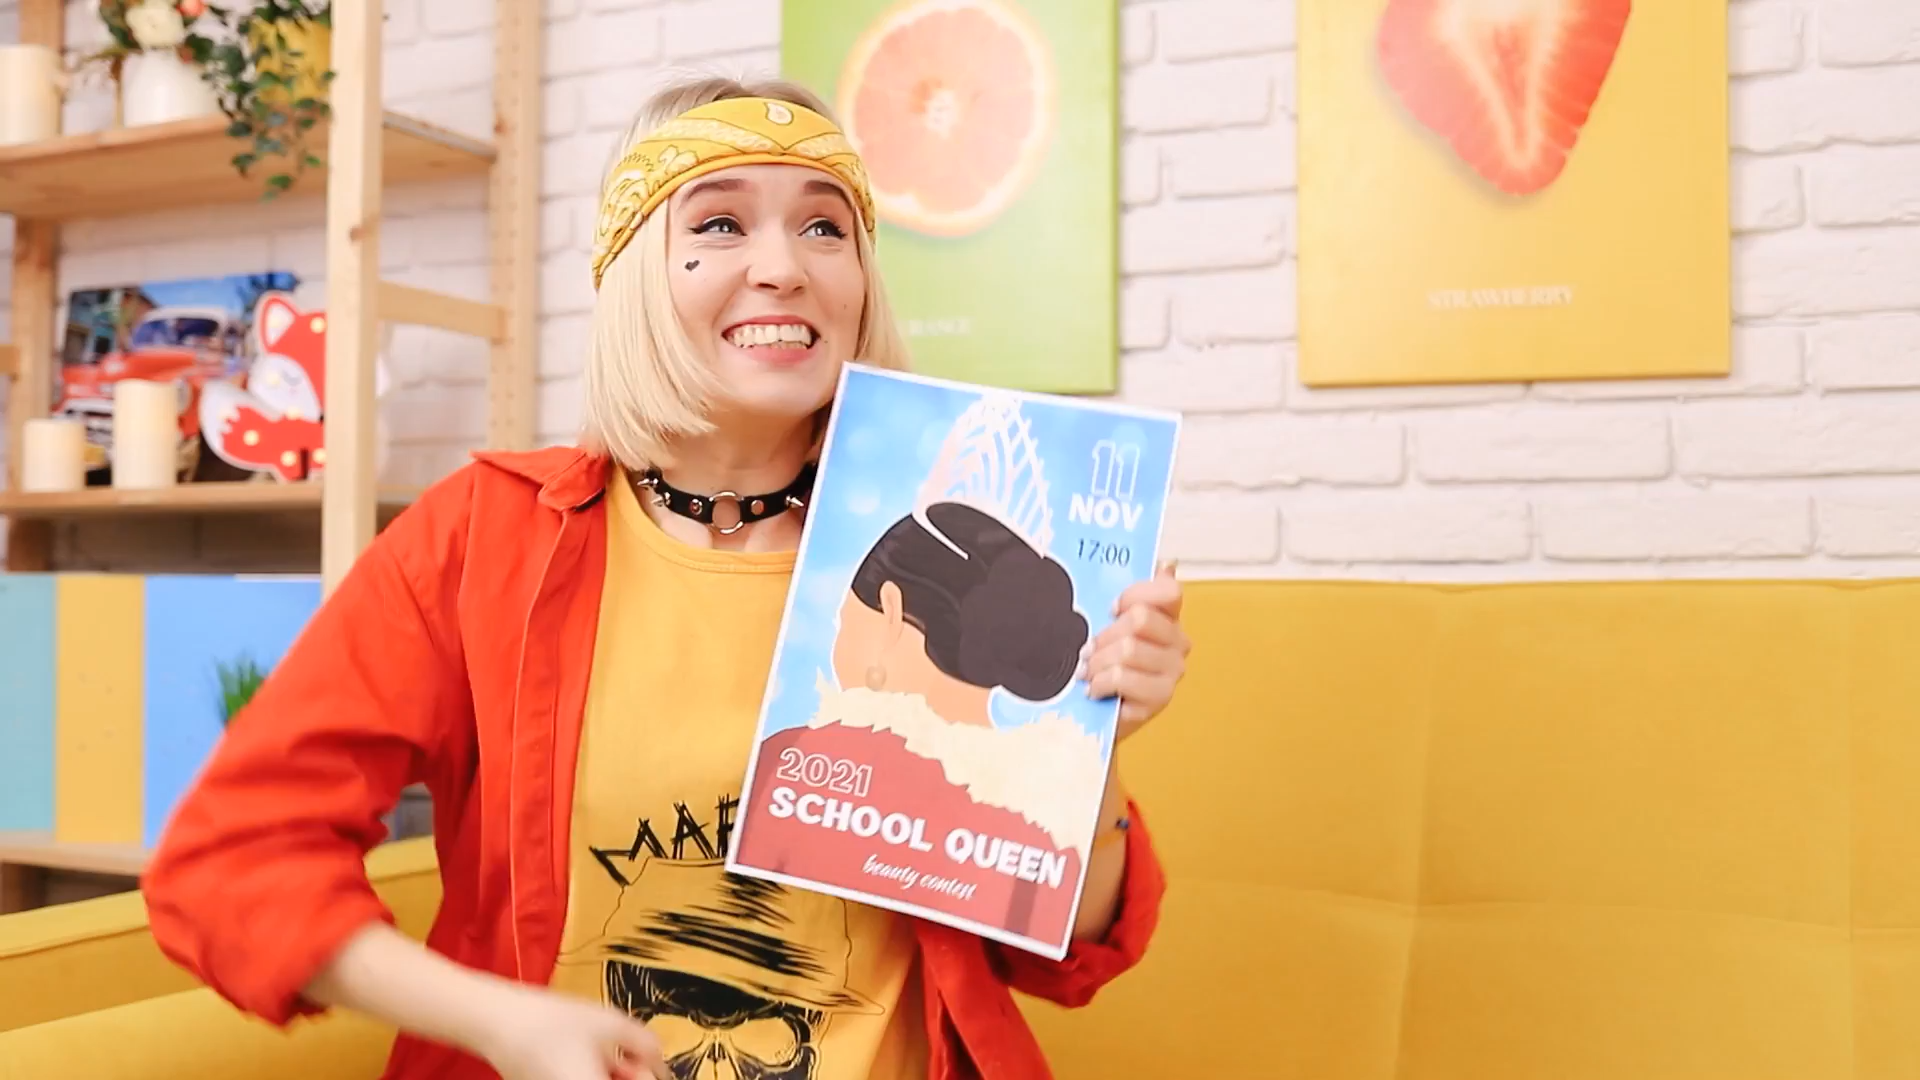 STRAWBERRY
11
NOV
17:00
2021
SCHOOL QUEEN
beauty contest